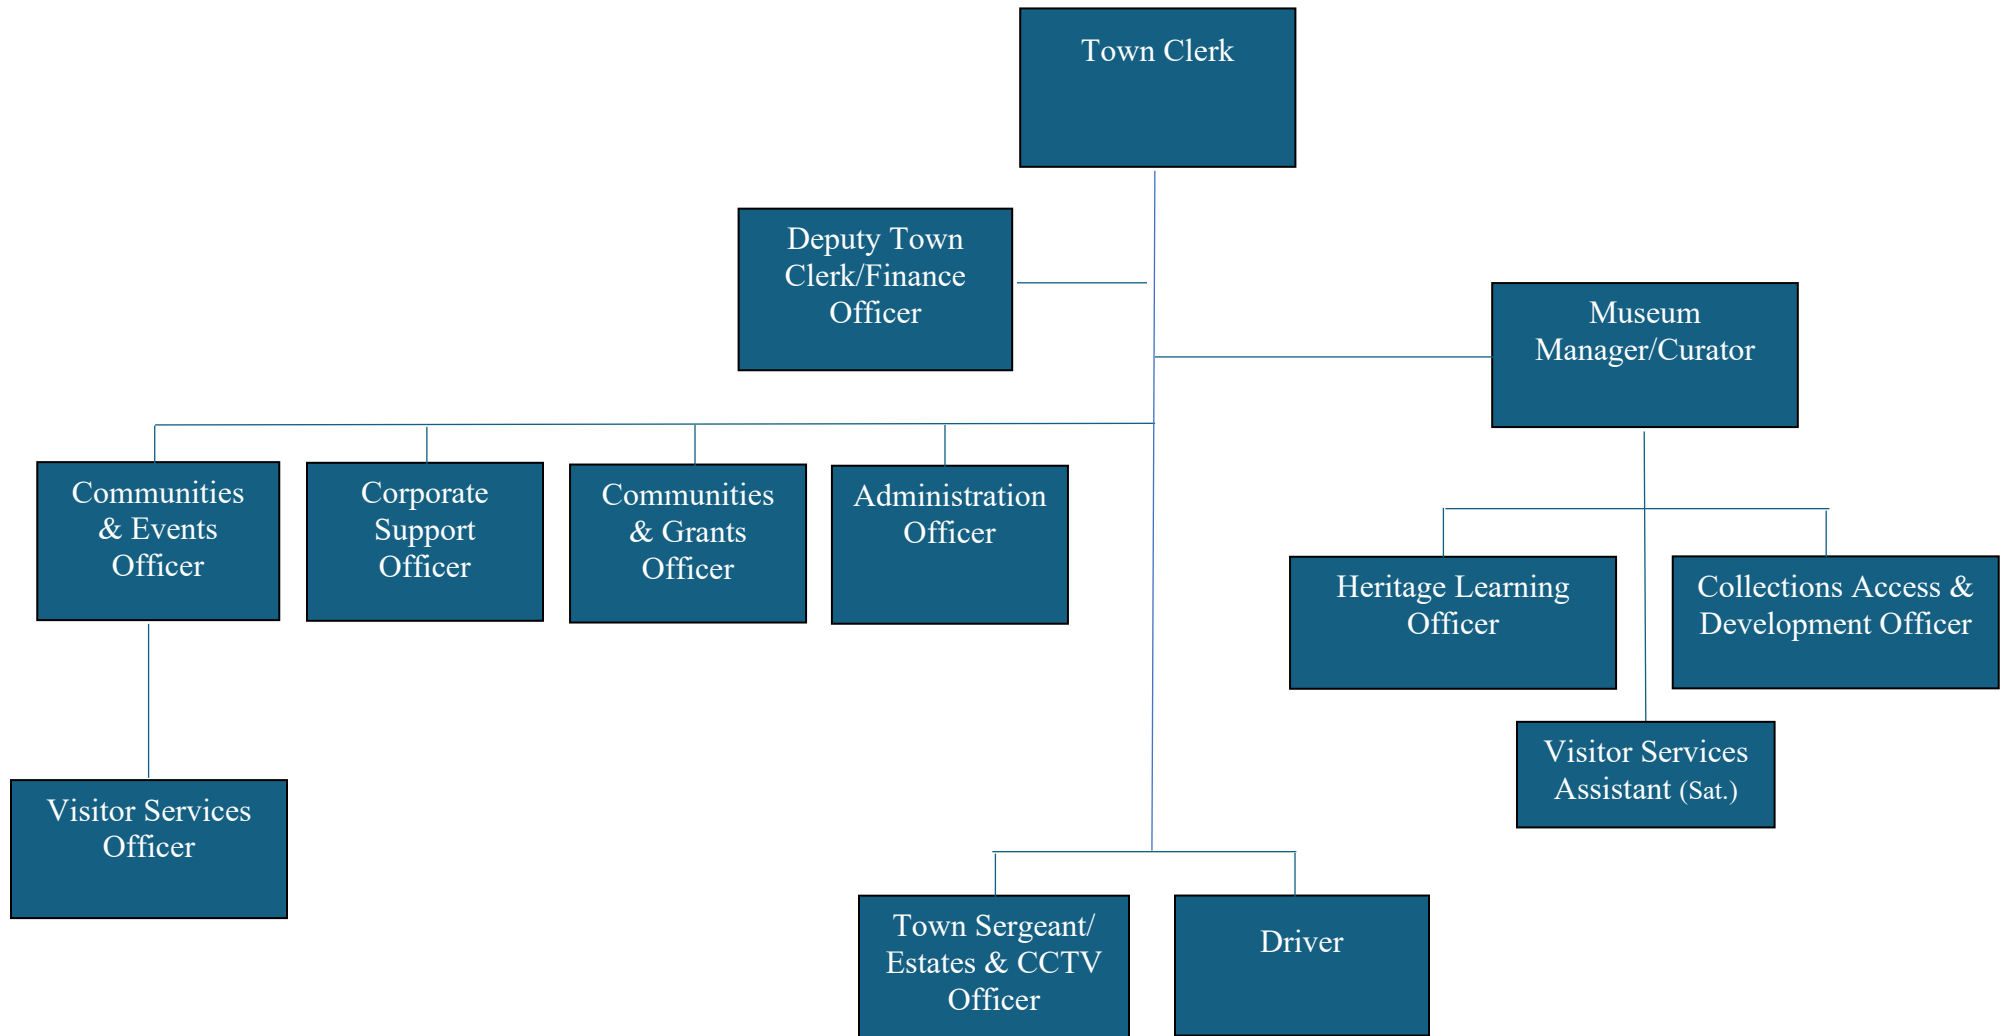 Town Clerk
Deputy Town
Clerk/Finance
Officer
Museum
Manager/Curator
Communities
& Events
Officer
Corporate
Support
Officer
Communities
& Grants
Officer
Administration
Officer
Heritage Learning
Officer
Collections Access &
Development Officer
Visitor Services
Assistant (Sat.)
Visitor Services
Officer
Town Sergeant/
Estates & CCTV
Officer
Driver